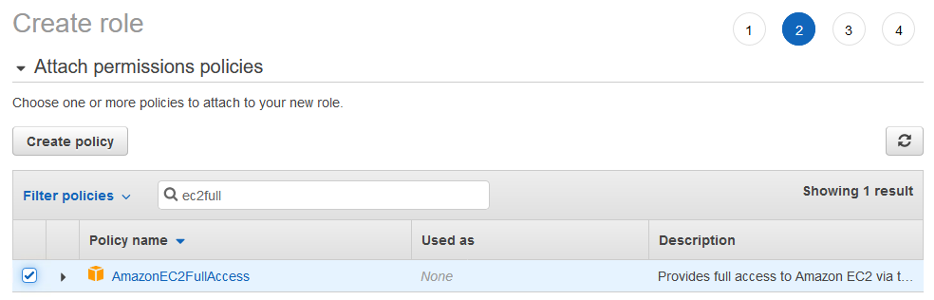 Create role
1 2 3 4
Attach permissions policies
Choose one or more policies to attach to your new role.
Create policy
Filter policies ec2full Showing 1 result
Policy name Used as Description
AmazonEC2FullAccess None Provides full access to Amazon EC2 via t...